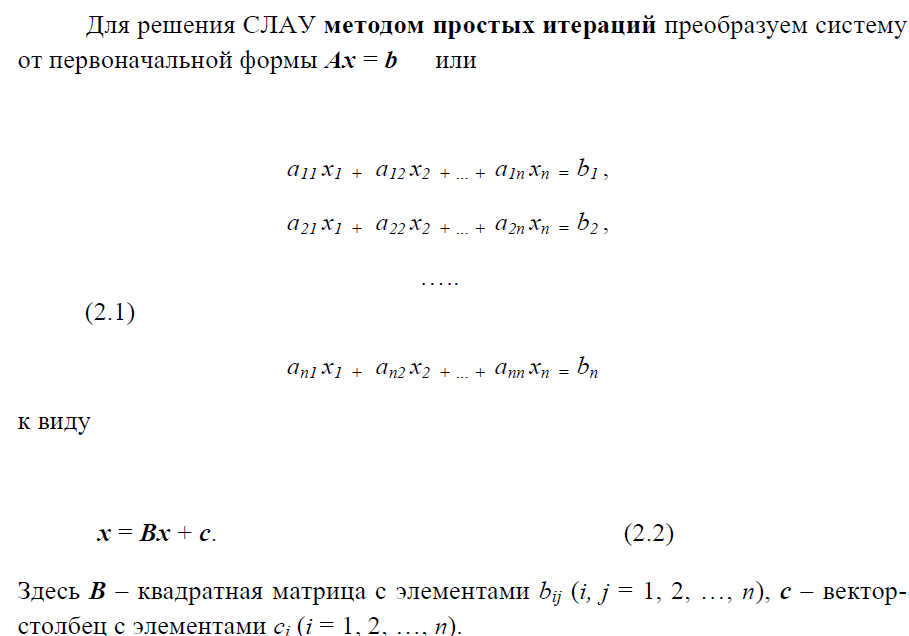 Для решения СЛАУ методом простых итераций преобразуем систему
от первоначальной формы Ax = b или
a11 x1 + a12 x2 + ... + a1n xn = b1 ,
a21 x1 + a22 x2 + ... + a2n xn = b2 ,
…..
(2.1)
an1 x1 + an2 x2 + ... + ann xn = bn
к виду
x = Bx + c. (2.2)
Здесь B – квадратная матрица с элементами bij (i, j = 1, 2, …, n), c – вектор-
столбец с элементами ci (i = 1, 2, …, n).